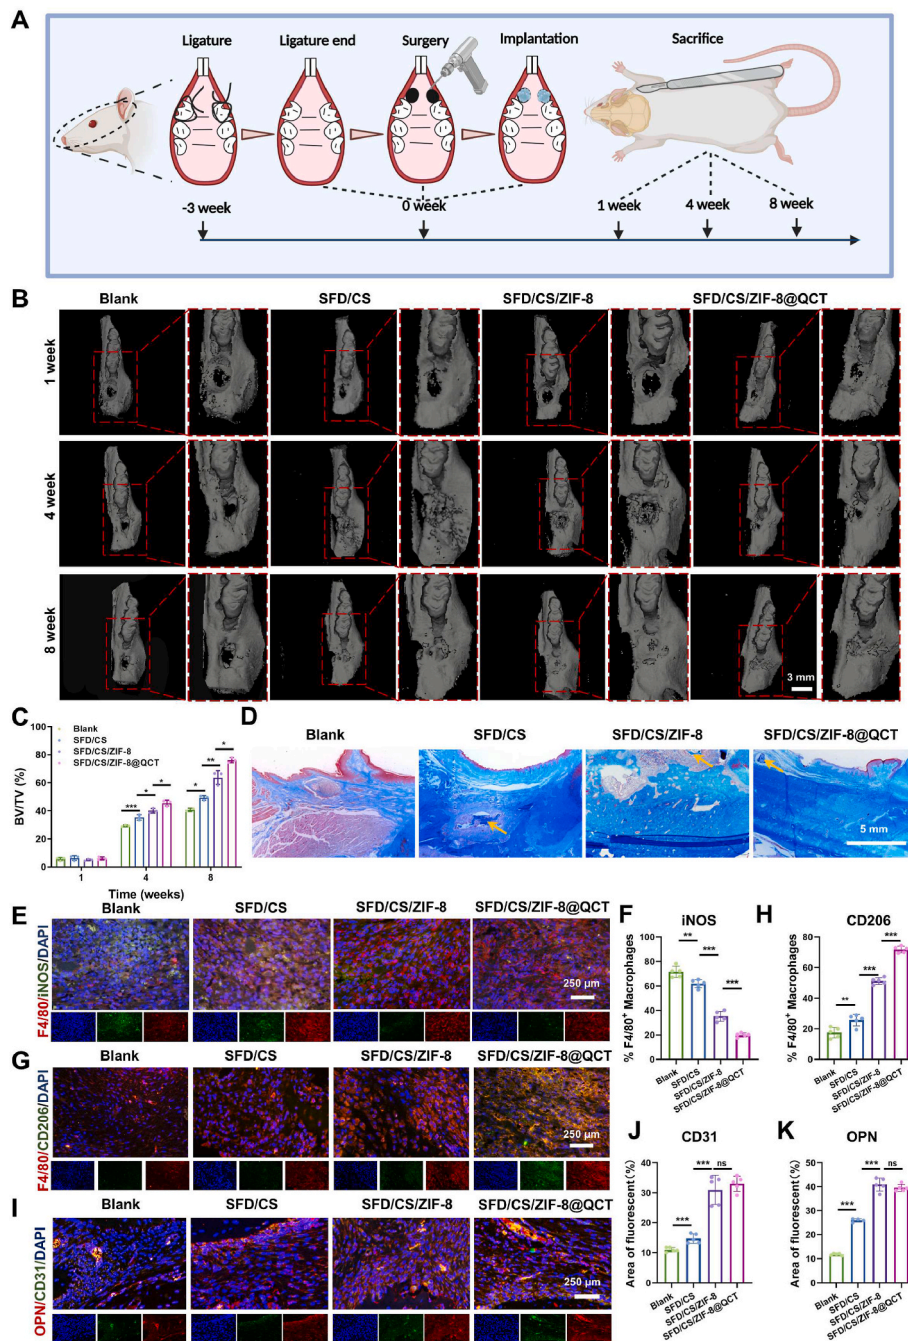 A
Ligature
Ligature end
Surgery
Implantation
Sacrifice
-3 week
0 week
1 week
4 week
8 week
B
Blank
SFD/CS
SFD/CS/ZIF-8
SFD/CS/ZIF-8@QCT
1 week
4 week
8 week
3 mm
C
Blank
SFD/CS
SFD/CS/ZIF-8
SFD/CS/ZIF-8@QCT
BV/TV (%)
100
80
60
40
20
0
***
*
*
*
**
*
1
4
8
Time (weeks)
D
Blank
SFD/CS
SFD/CS/ZIF-8
SFD/CS/ZIF-8@QCT
5 mm
E
Blank
SFD/CS
SFD/CS/ZIF-8
SFD/CS/ZIF-8@QCT
F4/80/iNOS/DAPI
250 μm
F
iNOS
% F4/80+ Macrophages
100
80
60
40
20
0
**
***
***
Blank
SFD/CS
SFD/CS/ZIF-8
SFD/CS/ZIF-8@QCT
H
CD206
% F4/80+ Macrophages
80
60
40
20
0
**
***
***
Blank
SFD/CS
SFD/CS/ZIF-8
SFD/CS/ZIF-8@QCT
G
Blank
SFD/CS
SFD/CS/ZIF-8
SFD/CS/ZIF-8@QCT
F4/80/CD206/DAPI
250 μm
I
Blank
SFD/CS
SFD/CS/ZIF-8
SFD/CS/ZIF-8@QCT
OPN/CD31/DAPI
250 μm
J
CD31
Area of fluorescent(%)
40
30
20
10
0
***
***
ns
Blank
SFD/CS
SFD/CS/ZIF-8
SFD/CS/ZIF-8@QCT
K
OPN
Area of fluorescent(%)
50
40
30
20
10
0
***
***
ns
Blank
SFD/CS
SFD/CS/ZIF-8
SFD/CS/ZIF-8@QCT